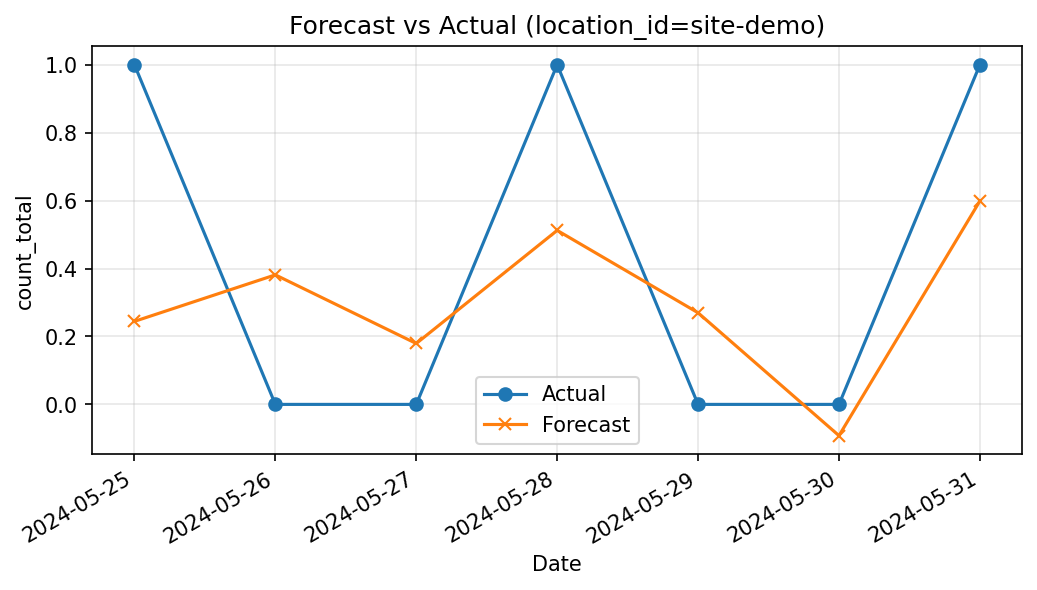 Forecast vs Actual (location_id=site-demo)
count_total
1.0
0.8
0.6
0.4
0.2
0.0
Actual
Forecast
2024-05-25
2024-05-26
2024-05-27
2024-05-28
2024-05-29
2024-05-30
2024-05-31
Date